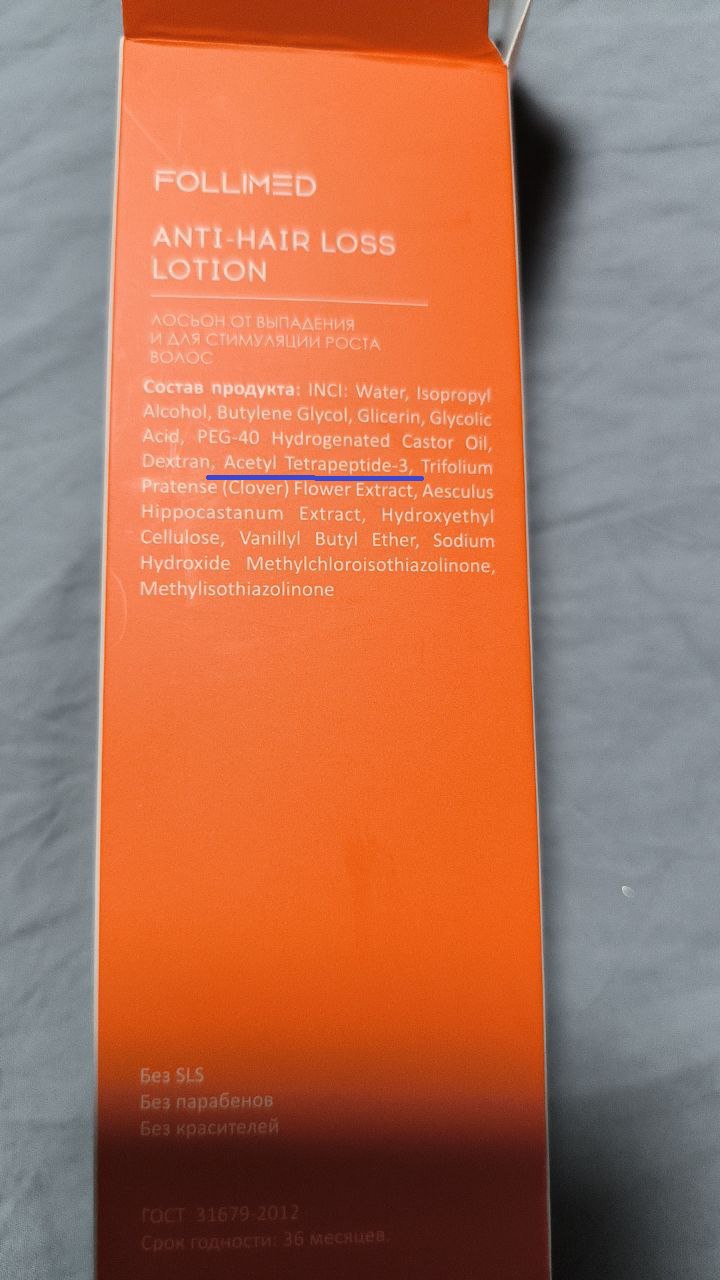 FOLLIMED
ANTI-HAIR LOSS
LOTION
ЛОСЬОН ОТ ВЫПАДЕНИЯ
И ДЛЯ СТИМУЛЯЦИИ РОСТА
ВОЛОС
Состав продукта: INCI: Water, Isopropyl
Alcohol, Butylene Glycol, Glicerin, Glycolic
Acid, PEG-40 Hydrogenated Castor Oil,
Dextran, Acetyl Tetrapeptide-3, Trifolium
Pratense (Clover) Flower Extract, Aesculus
Hippocastanum Extract, Hydroxyethyl
Cellulose, Vanillyl Butyl Ether, Sodium
Hydroxide Methylchloroisothiazolinone,
Methylisothiazolinone
Без SLS
Без парабенов
Без красителей
ГОСТ 31679-2012
Срок годности: 36 месяцев.